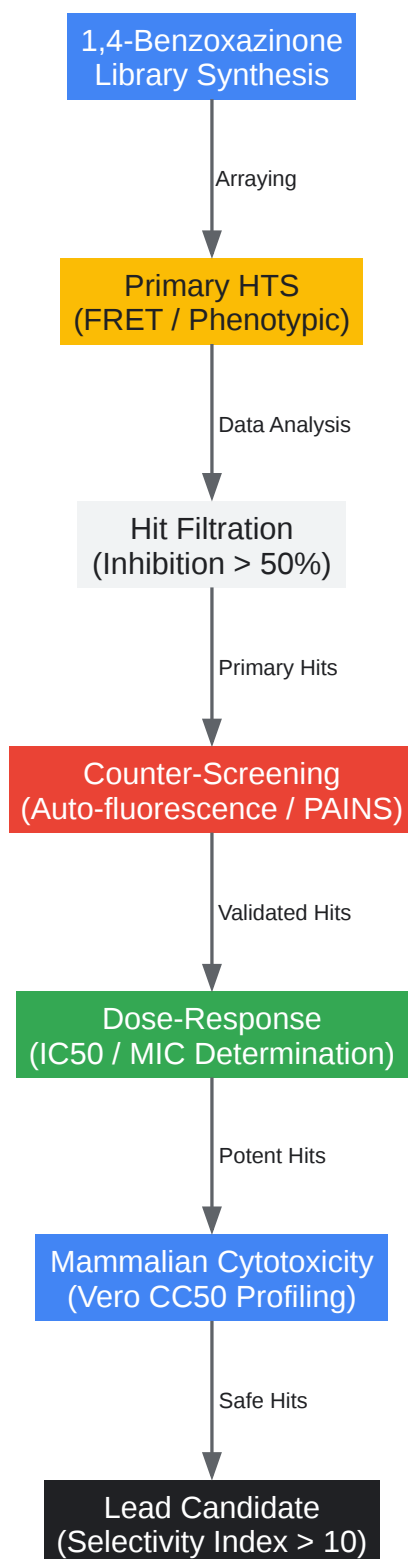 1,4-Benzoxazinone
Library Synthesis
Arraying
Primary HTS
(FRET / Phenotypic)
Data Analysis
Hit Filtration
(Inhibition > 50%)
Primary Hits
Counter-Screening
(Auto-fluorescence / PAINS)
Validated Hits
Dose-Response
(IC50 / MIC Determination)
Potent Hits
Mammalian Cytotoxicity
(Vero CC50 Profiling)
Safe Hits
Lead Candidate
(Selectivity Index > 10)